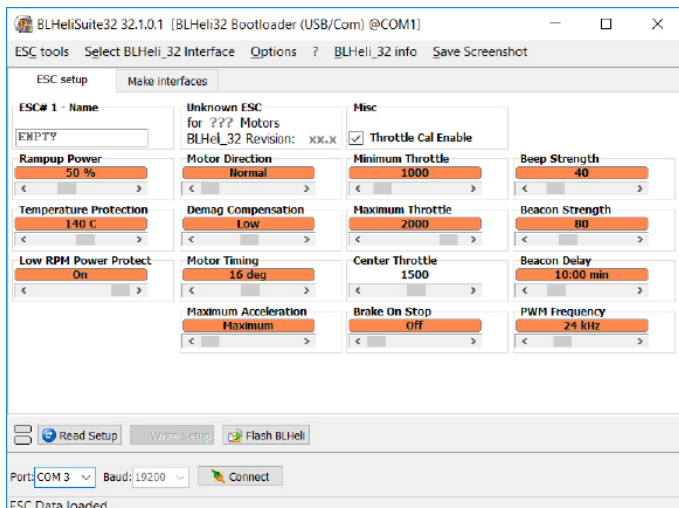 BLHeliSuite32 32.1.0.1 [BLHeli32 Bootloader (USB/Com) @COM1]
ESC tools Select BLHeli_32 Interface Options ? BLHeli_32 info Save Screenshot
ESC setup Make interfaces
ESC# 1 - Name
EMPTY
Unknown ESC
for ??? Motors
BLHeli_32 Revision: xx.x
Misc
Throttle Cal Enable
Rampup Power
50 %
Motor Direction
Normal
Minimum Throttle
1000
Beep Strength
40
Temperature Protection
140 C
Demag Compensation
Low
Maximum Throttle
2000
Beacon Strength
80
Low RPM Power Protect
On
Motor Timing
16 deg
Center Throttle
1500
Beacon Delay
10:00 min
Maximum Acceleration
Maximum
Brake On Stop
Off
PWM Frequency
24 kHz
Read Setup Write Setup Flash BLHeli
Port: COM 3 Baud: 19200 Connect
ESC Data loaded